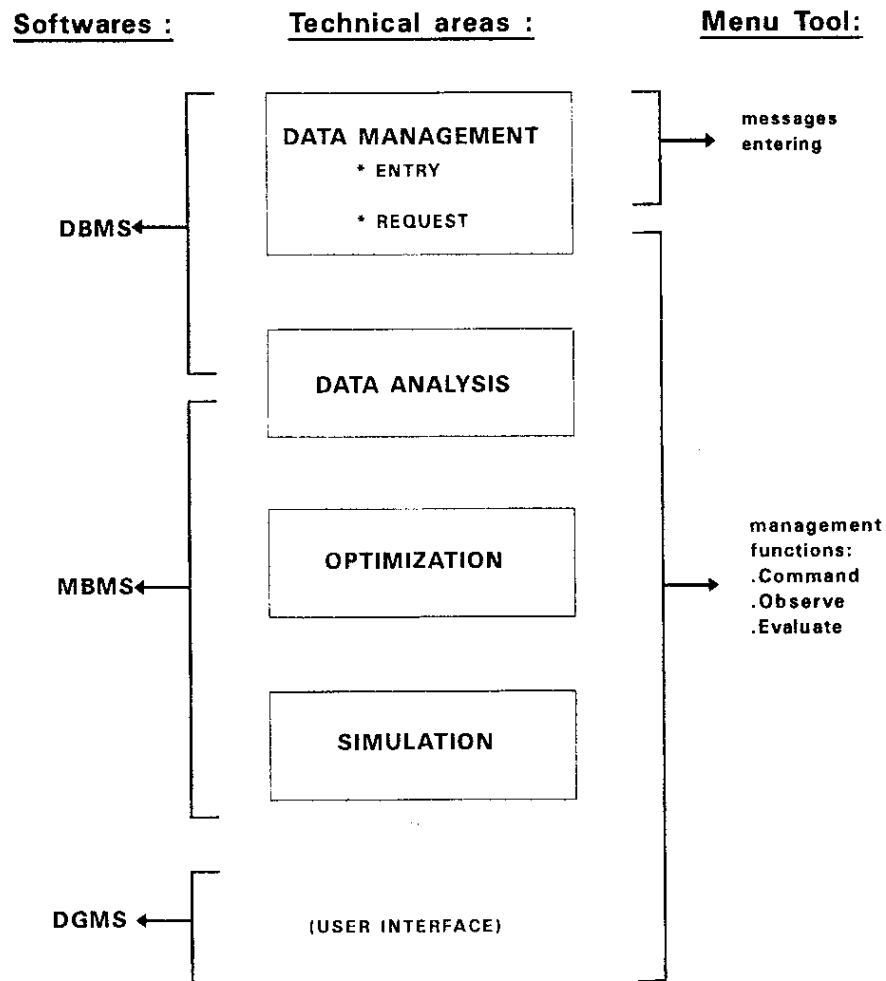 Softwares :
Technical areas :
Menu Tool:
DATA MANAGEMENT
* ENTRY
* REQUEST
messages
entering
DBMS
DATA ANALYSIS
OPTIMIZATION
management
functions:
.Command
.Observe
.Evaluate
MBMS
SIMULATION
DGMS
(USER INTERFACE)